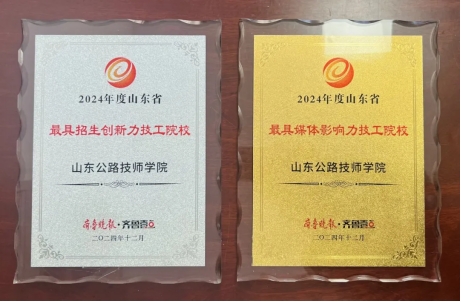 2024年度山东省
最具招生创新力技工院校
山东公路技师学院
齐鲁晚报·齐鲁壹点
二〇二四年十二月
2024年度山东省
最具媒体影响力技工院校
山东公路技师学院
齐鲁晚报·齐鲁壹点
二〇二四年十二月